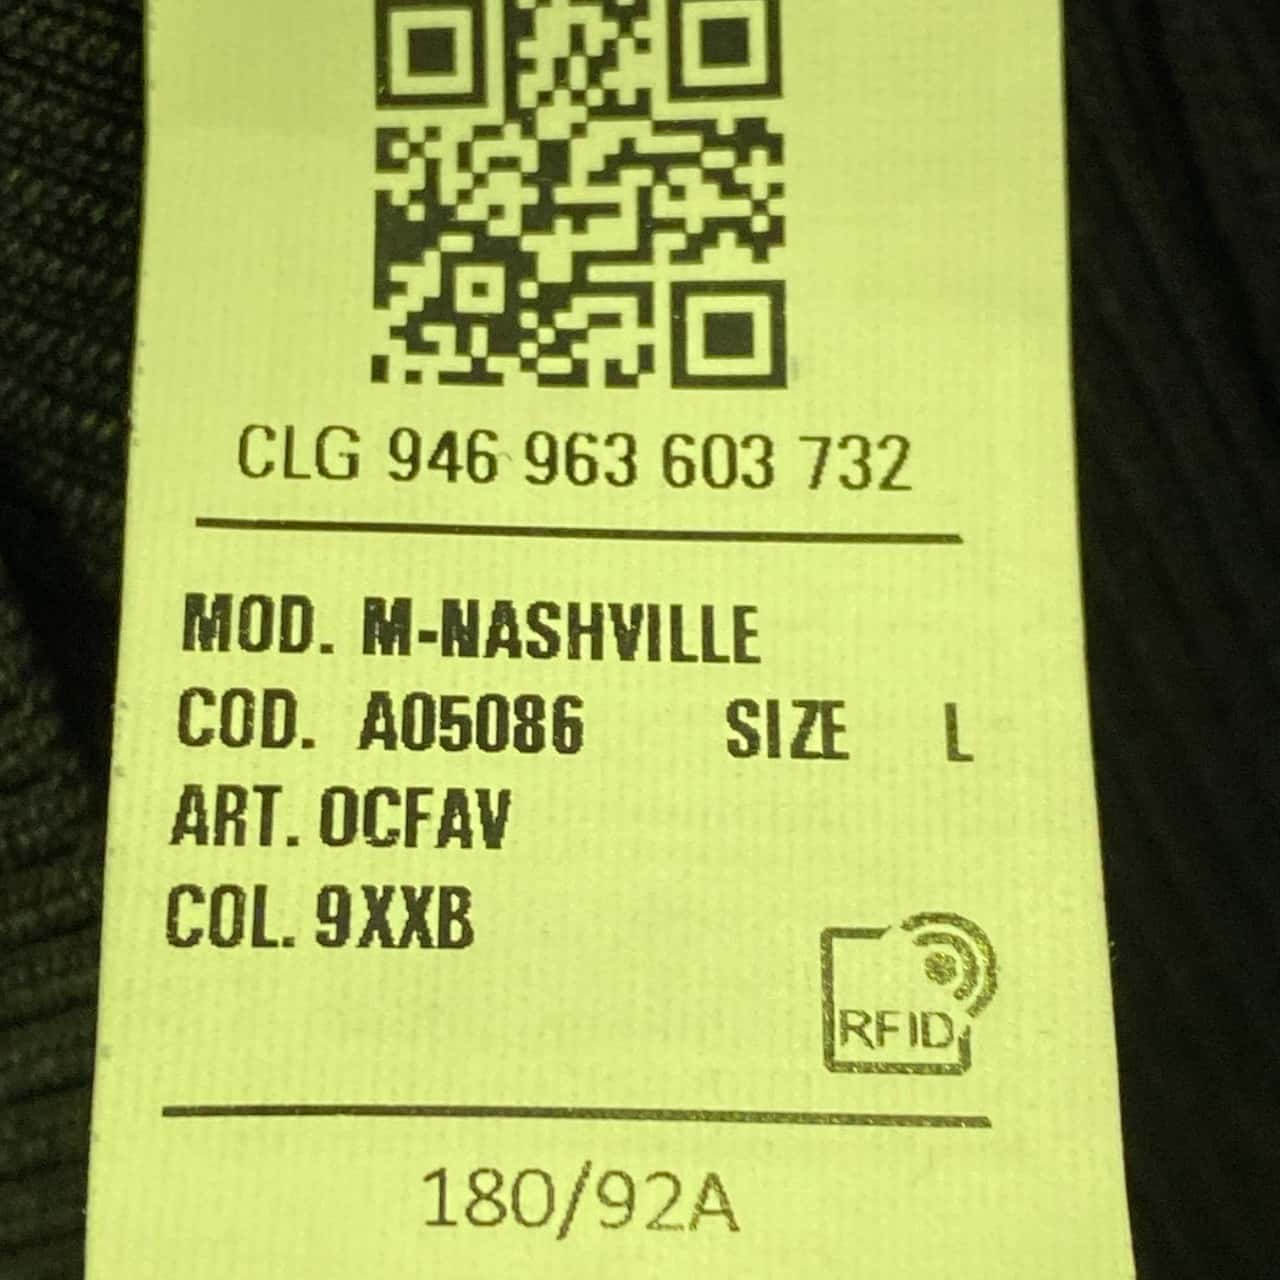 CLG 946 963 603 732
MOD. M-NASHVILLE
COD. A05086 SIZE L
ART. 0CFAV
COL. 9XXB
RFID
180/92A